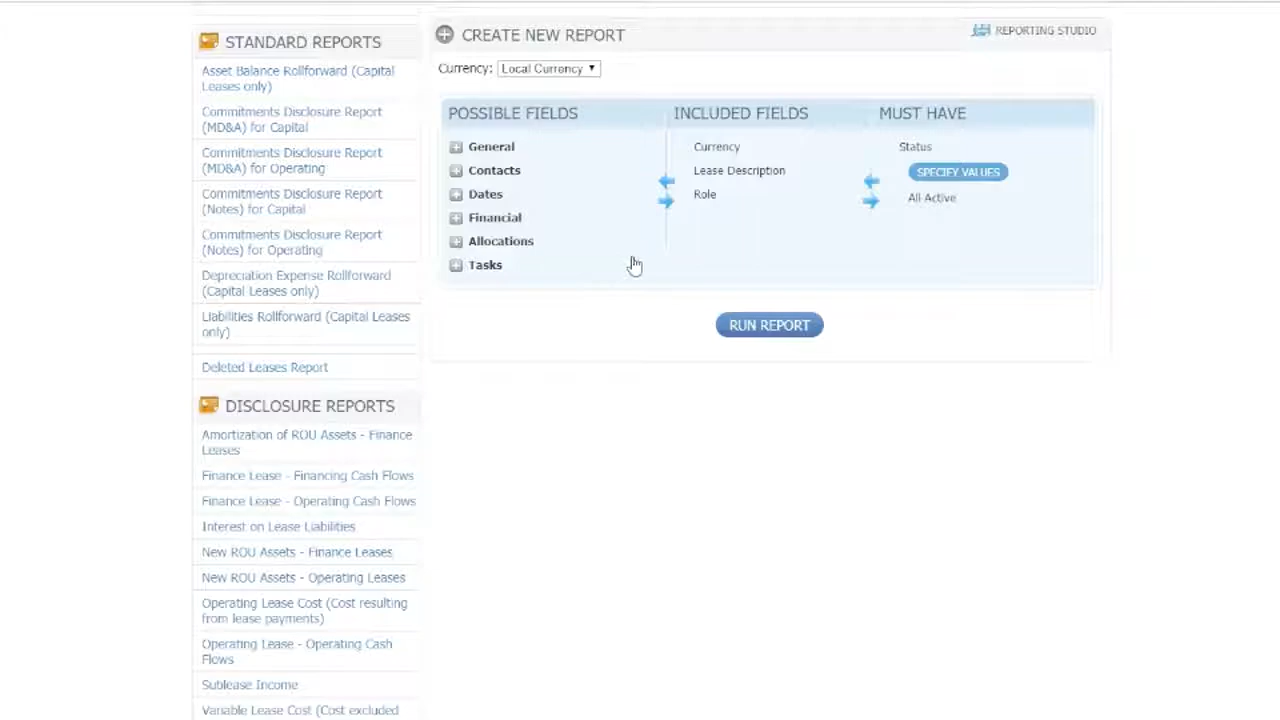 STANDARD REPORTS
Asset Balance Rollforward (Capital
Leases only)
Commitments Disclosure Report
(MD&A) for Capital
Commitments Disclosure Report
(MD&A) for Operating
Commitments Disclosure Report
(Notes) for Capital
Commitments Disclosure Report
(Notes) for Operating
Depreciation Expense Rollforward
(Capital Leases only)
Liabilities Rollforward (Capital Leases
only)
Deleted Leases Report
DISCLOSURE REPORTS
Amortization of ROU Assets - Finance
Leases
Finance Lease - Financing Cash Flows
Finance Lease - Operating Cash Flows
Interest on Lease Liabilities
New ROU Assets - Finance Leases
New ROU Assets - Operating Leases
Operating Lease Cost (Cost resulting
from lease payments)
Operating Lease - Operating Cash
Flows
Sublease Income
Variable Lease Cost (Cost excluded
CREATE NEW REPORT
REPORTING STUDIO
Currency: Local Currency
POSSIBLE FIELDS
General
Contacts
Dates
Financial
Allocations
Tasks
INCLUDED FIELDS
Currency
Lease Description
Role
MUST HAVE
Status
SPECIFY VALUES
All Active
RUN REPORT